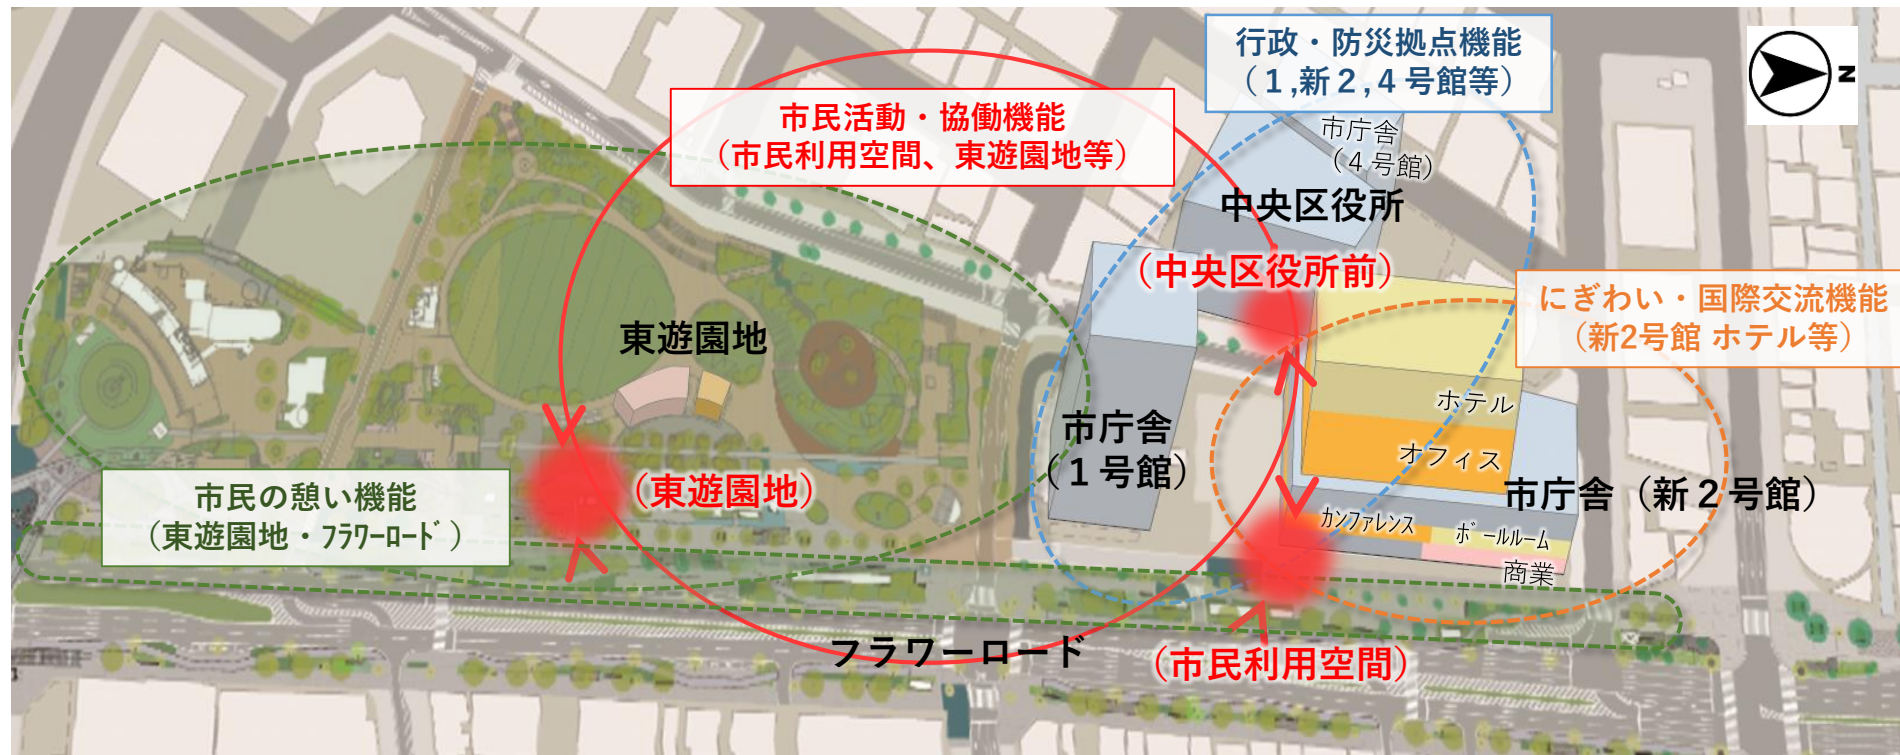 行政・防災拠点機能
（１,新２,４号館等）
N
市民活動・協働機能
（市民利用空間、東遊園地等）
市庁舎
（４号館）
中央区役所
（中央区役所前）
にぎわい・国際交流機能
（新2号館 ホテル等）
東遊園地
ホテル
市庁舎
（１号館）
オフィス
（東遊園地）
市庁舎（新２号館）
市民の憩い機能
（東遊園地・ﾌﾗﾜｰﾛｰﾄﾞ）
ｶﾝﾌｧﾚﾝｽ
ﾎﾞｰﾙﾙｰﾑ
商業
フラワーロード
（市民利用空間）